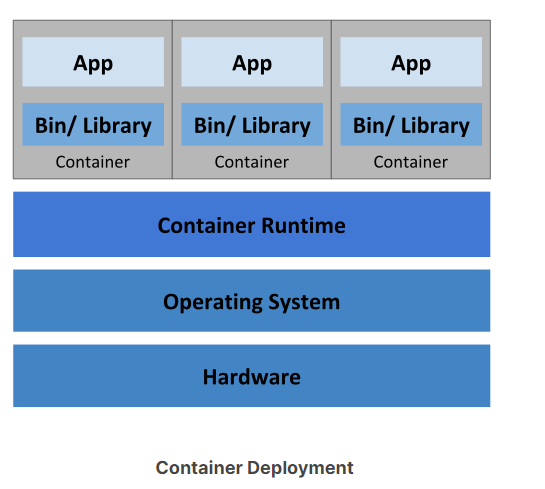 App
App
App
Bin/ Library
Bin/ Library
Bin/ Library
Container
Container
Container
Container Runtime
Operating System
Hardware
Container Deployment